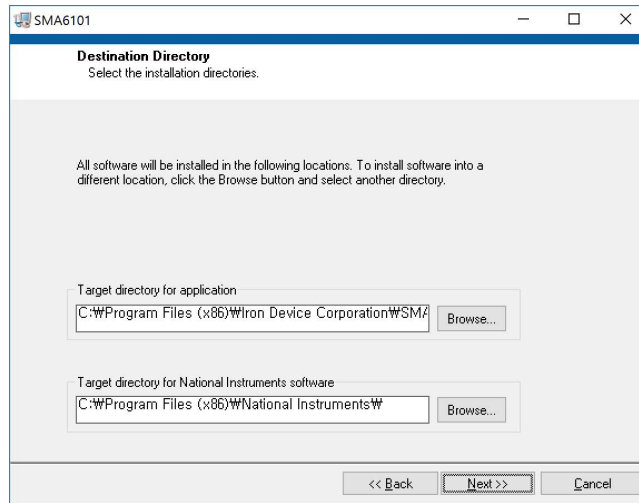 SMA6101
Destination Directory
Select the installation directories.
All software will be installed in the following locations. To install software into a
different location, click the Browse button and select another directory.
Target directory for application
C:₩Program Files (x86)₩Iron Device Corporation₩SMA
Browse...
Target directory for National Instruments software
C:₩Program Files (x86)₩National Instruments₩
Browse...
<< Back
Next >>
Cancel